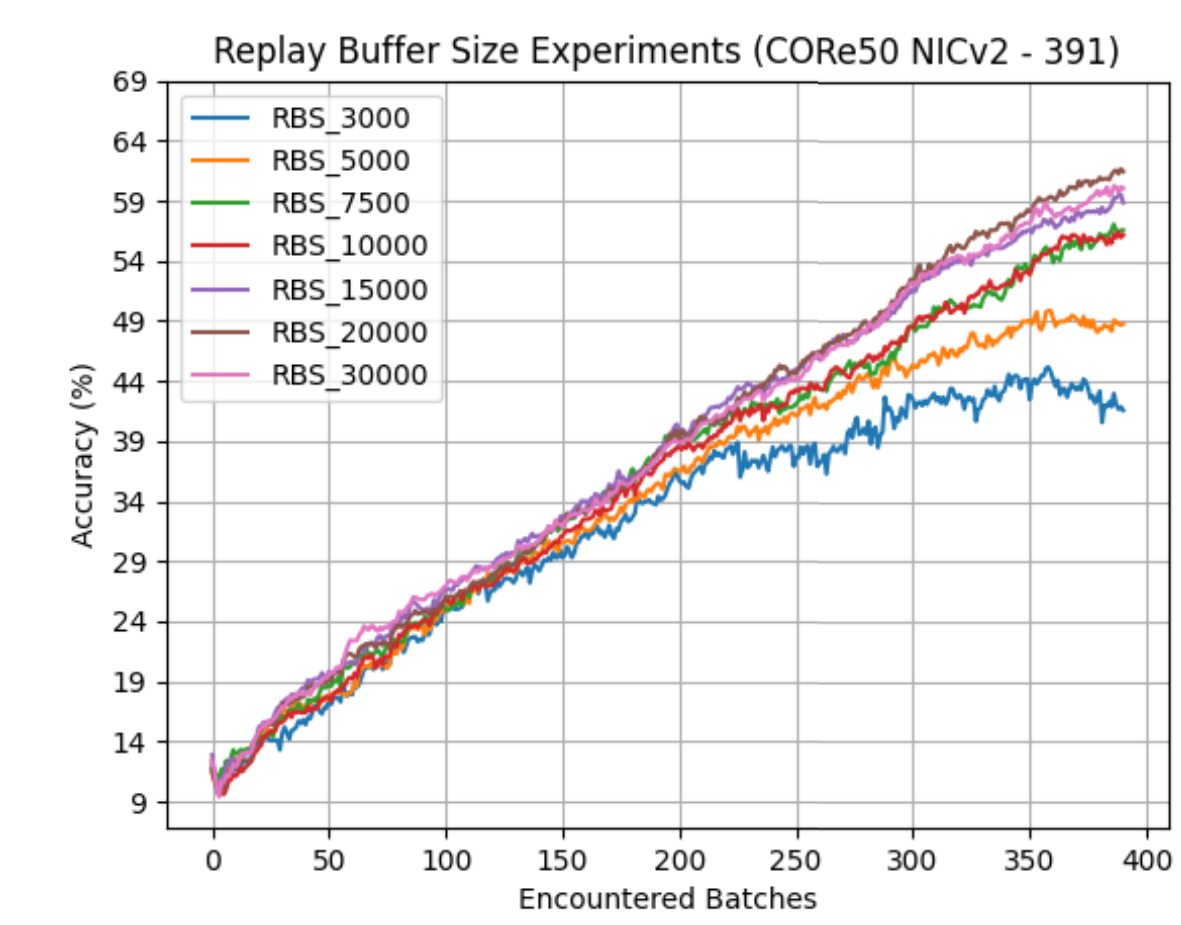 Replay Buffer Size Experiments (CORe50 NICv2 - 391)
69
64
59
54
49
44
39
34
29
24
19
14
9
Accuracy (%)
RBS_3000
RBS_5000
RBS_7500
RBS_10000
RBS_15000
RBS_20000
RBS_30000
0 50 100 150 200 250 300 350 400
Encountered Batches